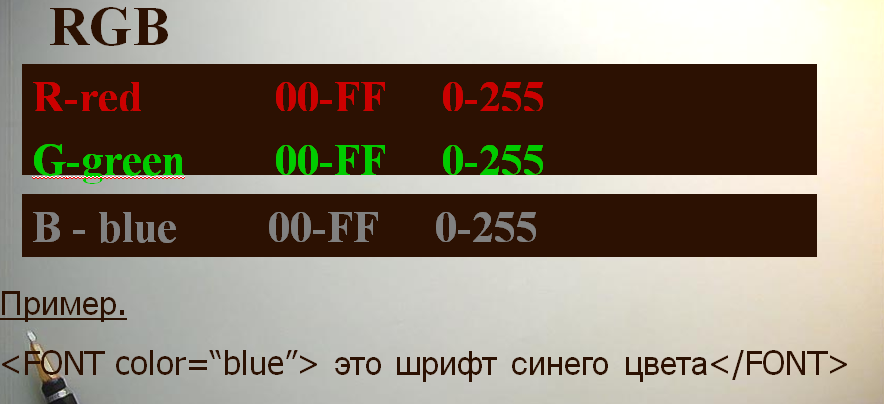 RGB
R-red 00-FF 0-255
G-green 00-FF 0-255
B - blue 00-FF 0-255
Пример.
<FONT color=“blue”> это шрифт синего цвета</FONT>